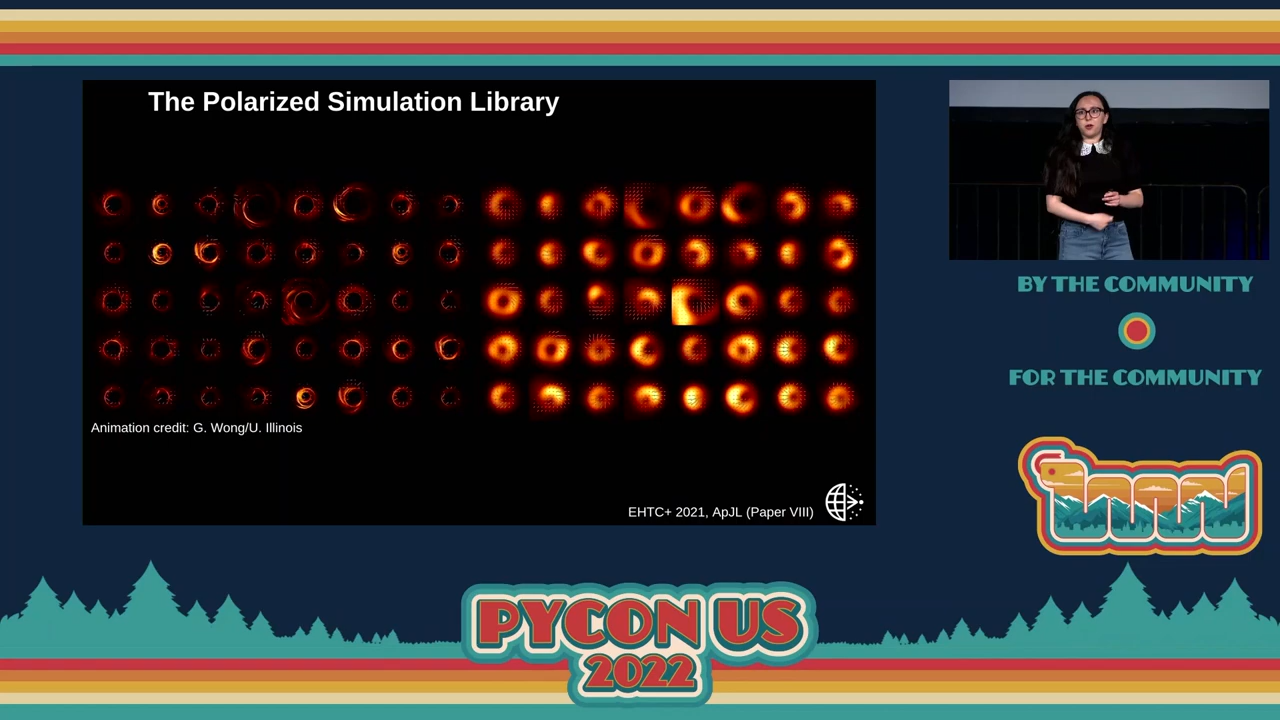 The Polarized Simulation Library
Animation credit: G. Wong/U. Illinois
EHTC+ 2021, ApJL (Paper VIII)
BY THE COMMUNITY
FOR THE COMMUNITY
PYCON US
2022